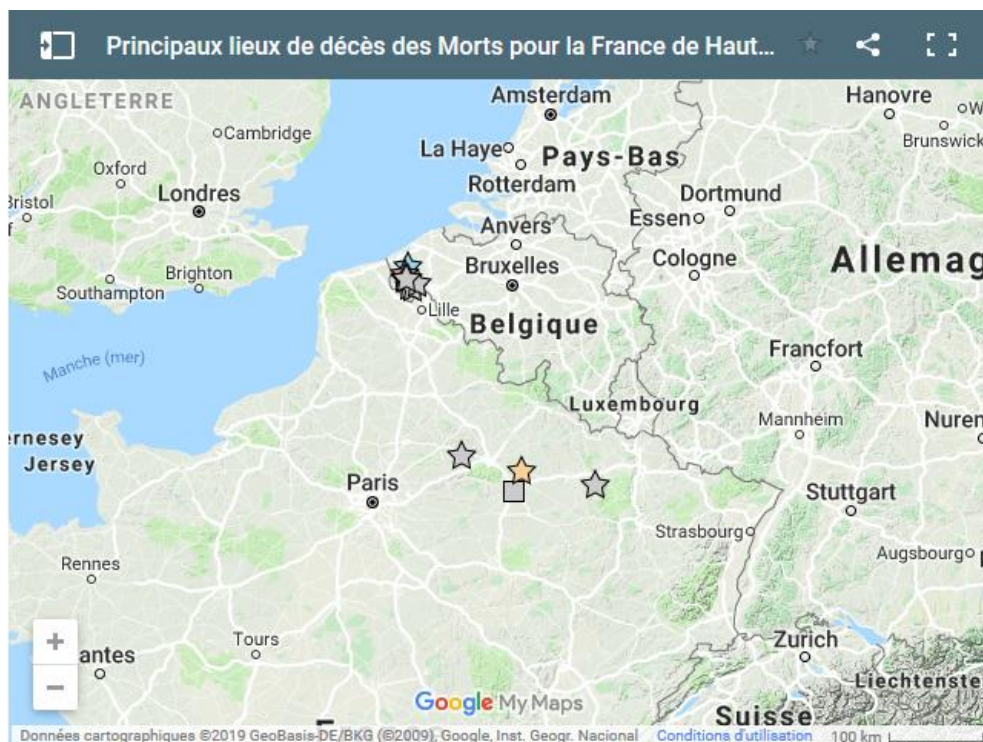 Principaux lieux de décès des Morts pour la France de Haut...
ANGLETERRE
Cambridge
Oxford
Londres
Bristol
f
Southampton
Brighton
Amsterdam
La Haye
Pays-Bas
Rotterdam
Hanovre
W
Brunswick
Dortmund
Essen
Anvers
Bruxelles
Cologne
Allemag
Lille
Belgique
Manche (mer)
Francfort
Luxembourg
Mannheim
Nuren
ernesey
Jersey
Paris
Stuttgart
Strasbourg
Augsbourg
Rennes
Tours
antes
Zurich
Liechtenste
Suisse
+
−
Google My Maps
Données cartographiques ©2019 GeoBasis-DE/BKG (©2009), Google, Inst. Geogr. Nacional Conditions d'utilisation 100 km